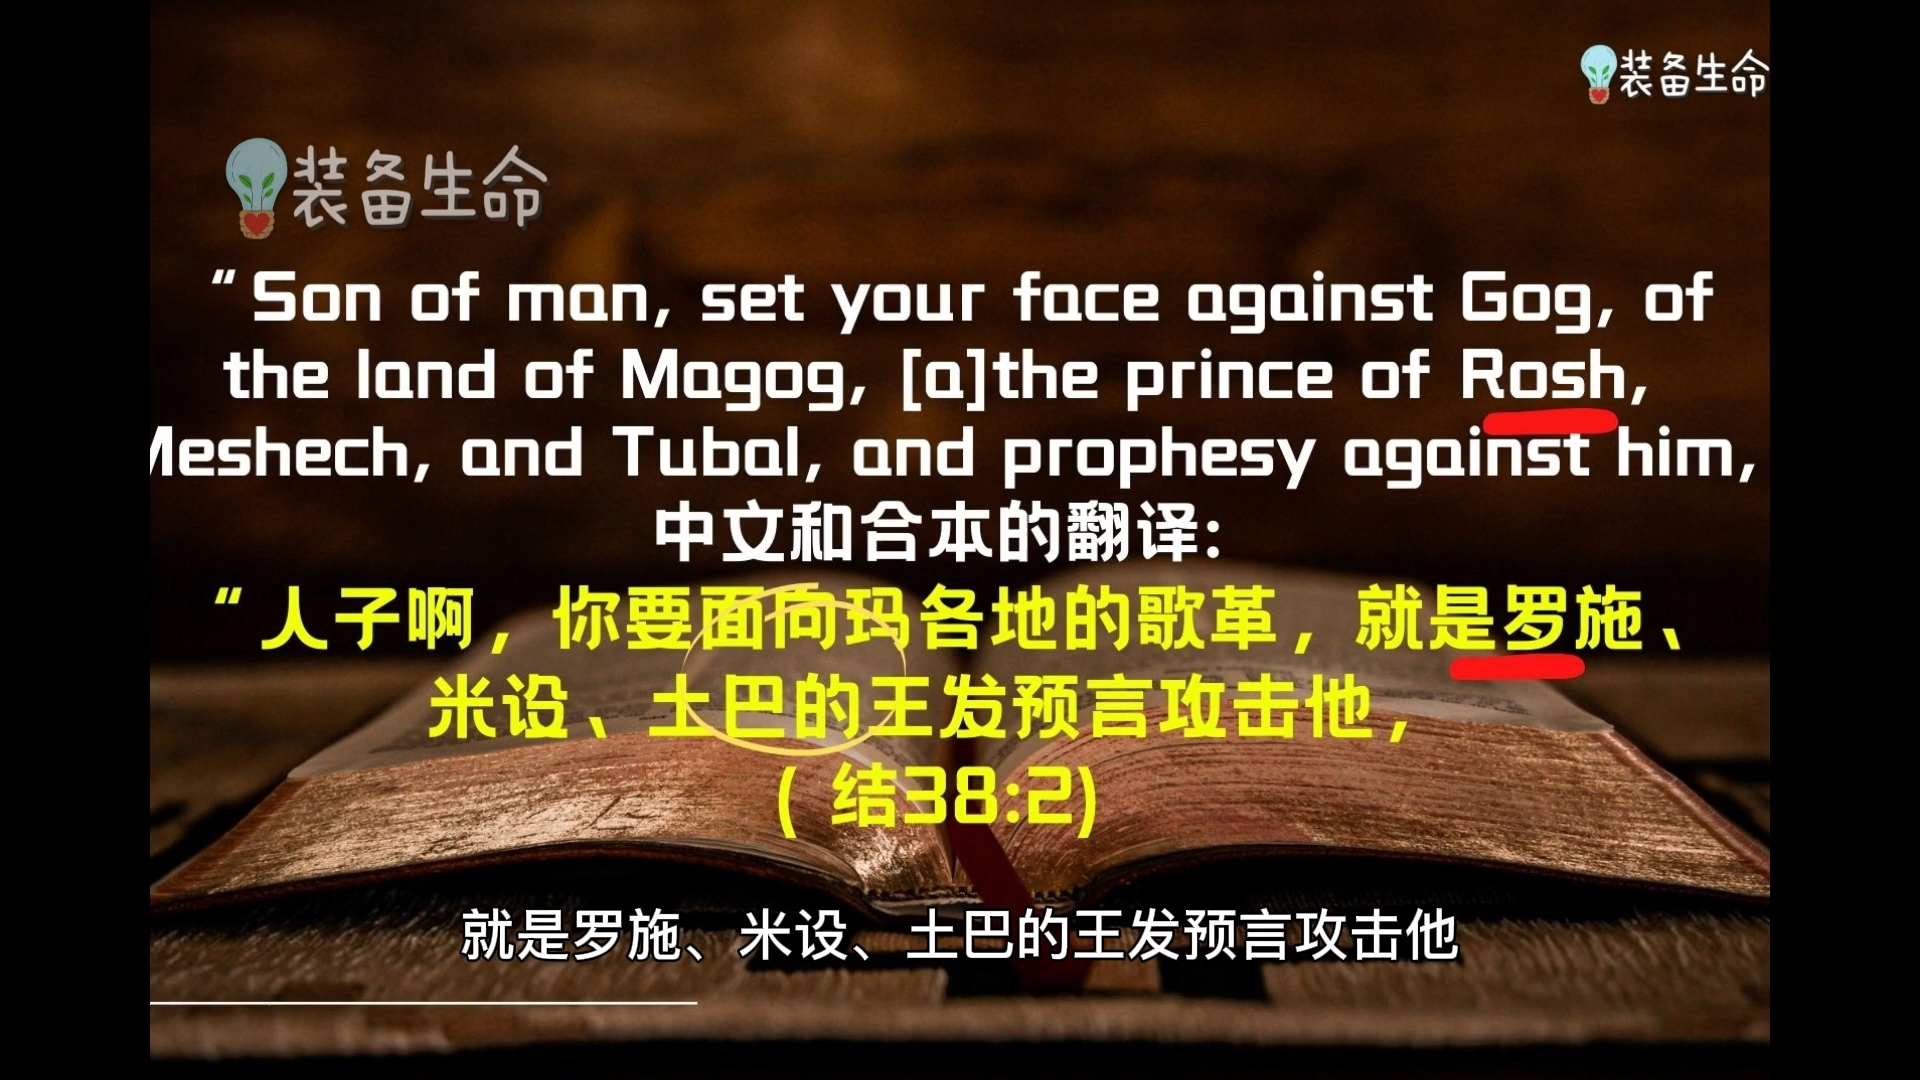 装备生命
装备生命
“Son of man, set your face against Gog, of
the land of Magog, [a]the prince of Rosh,
Meshech, and Tubal, and prophesy against him,
中文和合本的翻译:
“人子啊，你要面向玛各地的歌革，就是罗施、
米设、土巴的王发预言攻击他，
( 结38:2)
就是罗施、米设、土巴的王发预言攻击他